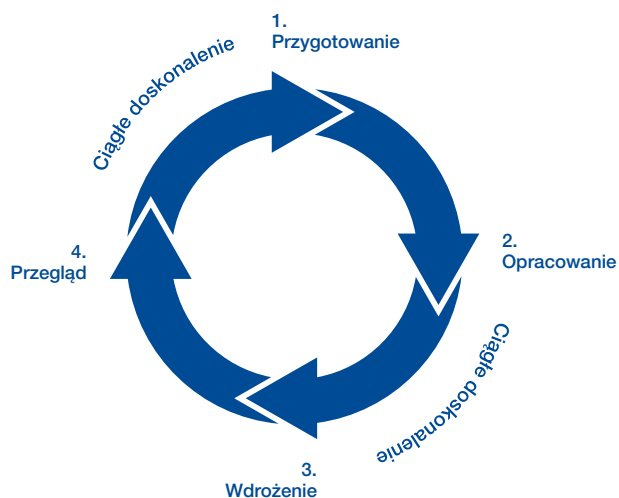 1.
Przygotowanie
Ciągłe doskonalenie
2.
Opracowanie
4.
Przegląd
Ciągłe doskonalenie
3.
Wdrożenie